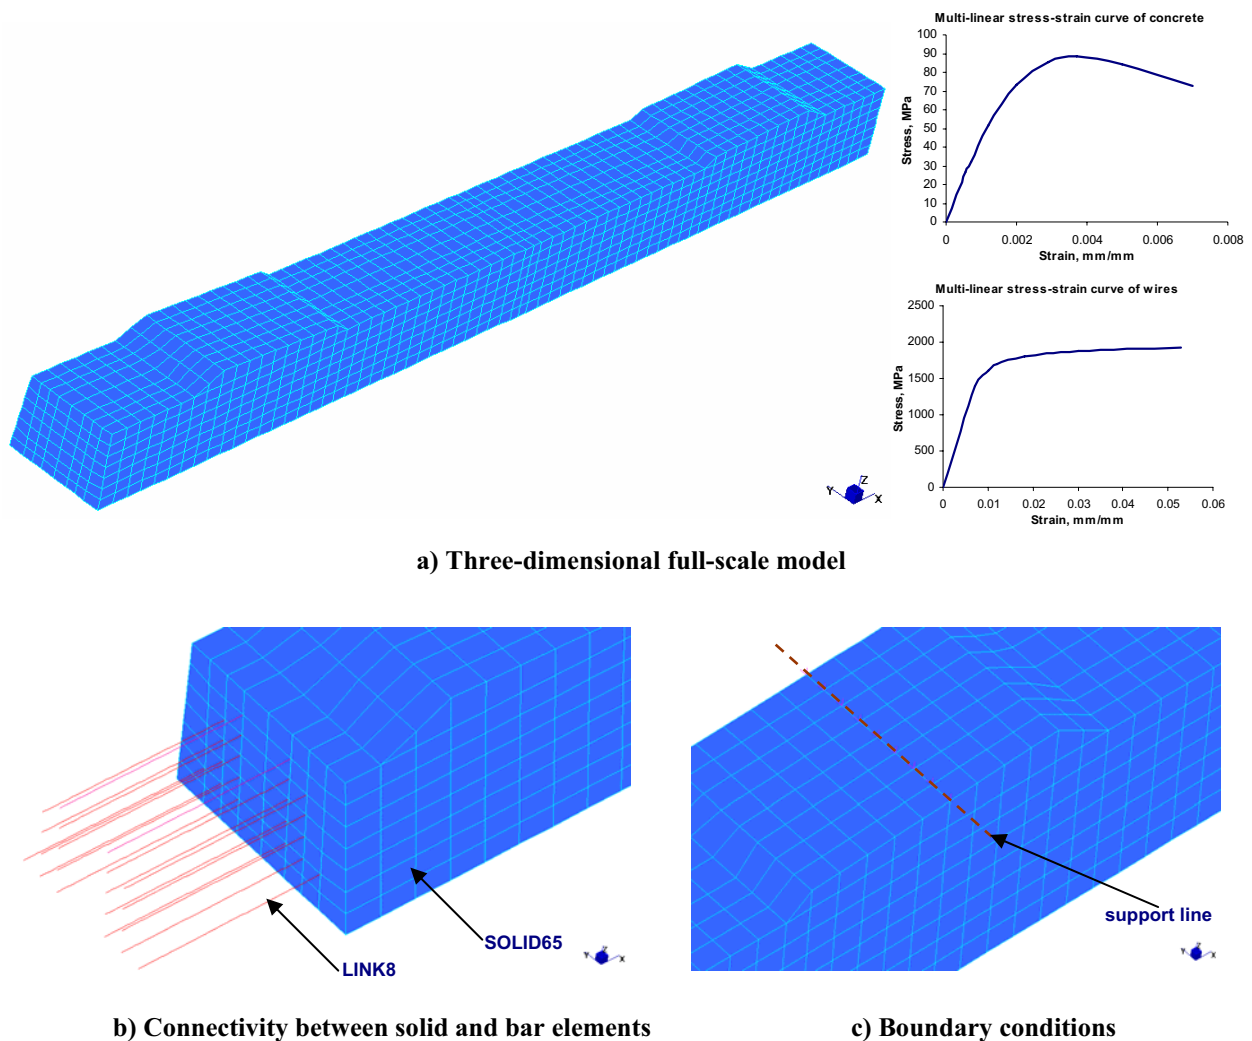 Multi-linear stress-strain curve of concrete
100
90
80
70
60
50
40
30
20
10
0
Stress, MPa
0 0.002 0.004 0.006 0.008
Strain, mm/mm
Multi-linear stress-strain curve of wires
2500
2000
1500
1000
500
0
Stress, MPa
0 0.01 0.02 0.03 0.04 0.05 0.06
Strain, mm/mm
Y Z X
a) Three-dimensional full-scale model
SOLID65
LINK8
Y Z X
support line
Y Z X
b) Connectivity between solid and bar elements
c) Boundary conditions